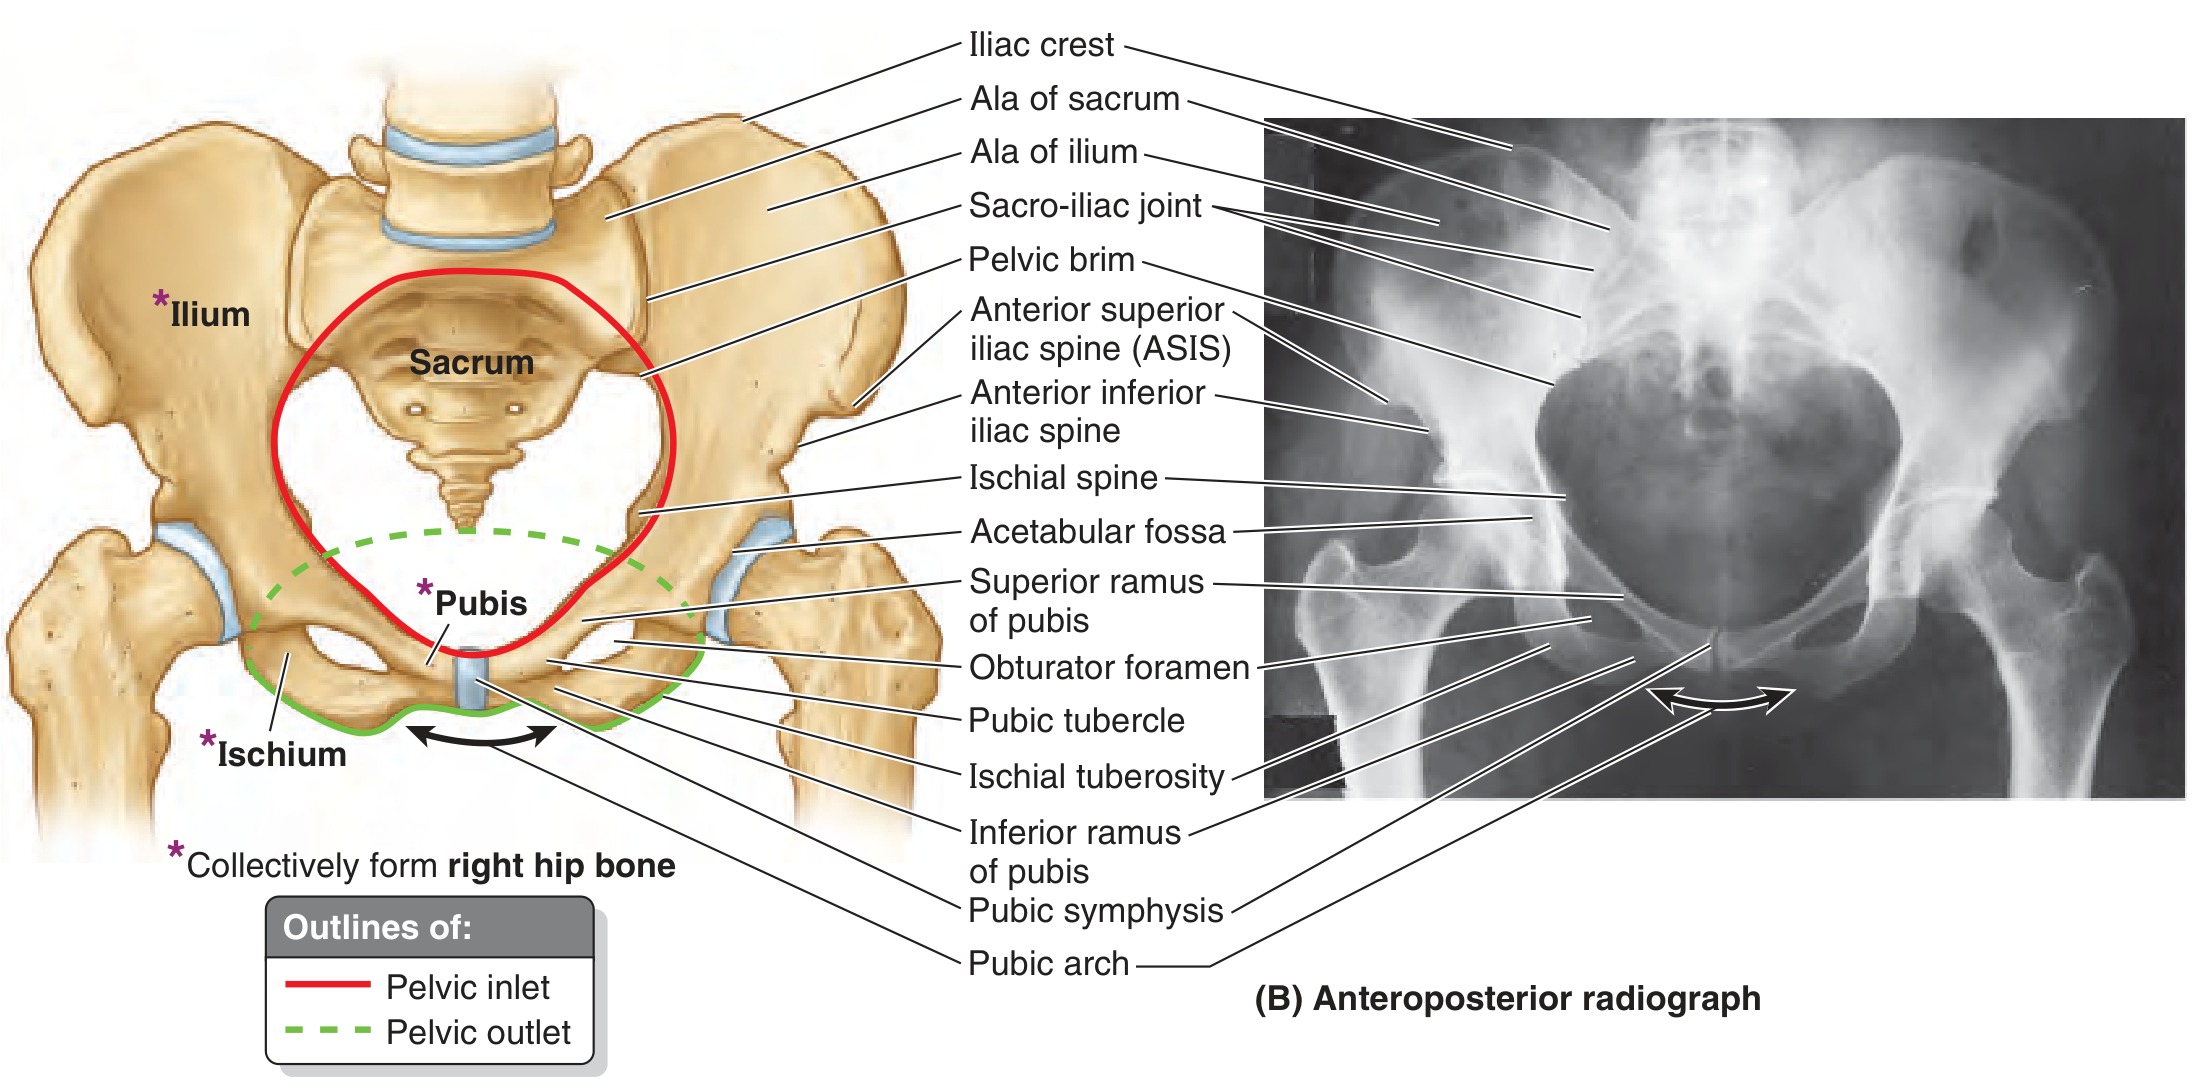 Iliac crest
Ala of sacrum
Ala of ilium
Sacro-iliac joint
Pelvic brim
Anterior superior
iliac spine (ASIS)
Anterior inferior
iliac spine
Ischial spine
Acetabular fossa
Superior ramus
of pubis
Obturator foramen
Pubic tubercle
Ischial tuberosity
Inferior ramus
of pubis
Pubic symphysis
Pubic arch
*Ilium
Sacrum
*Pubis
*Ischium
*Collectively form right hip bone
Outlines of:
Pelvic inlet
Pelvic outlet
(B) Anteroposterior radiograph